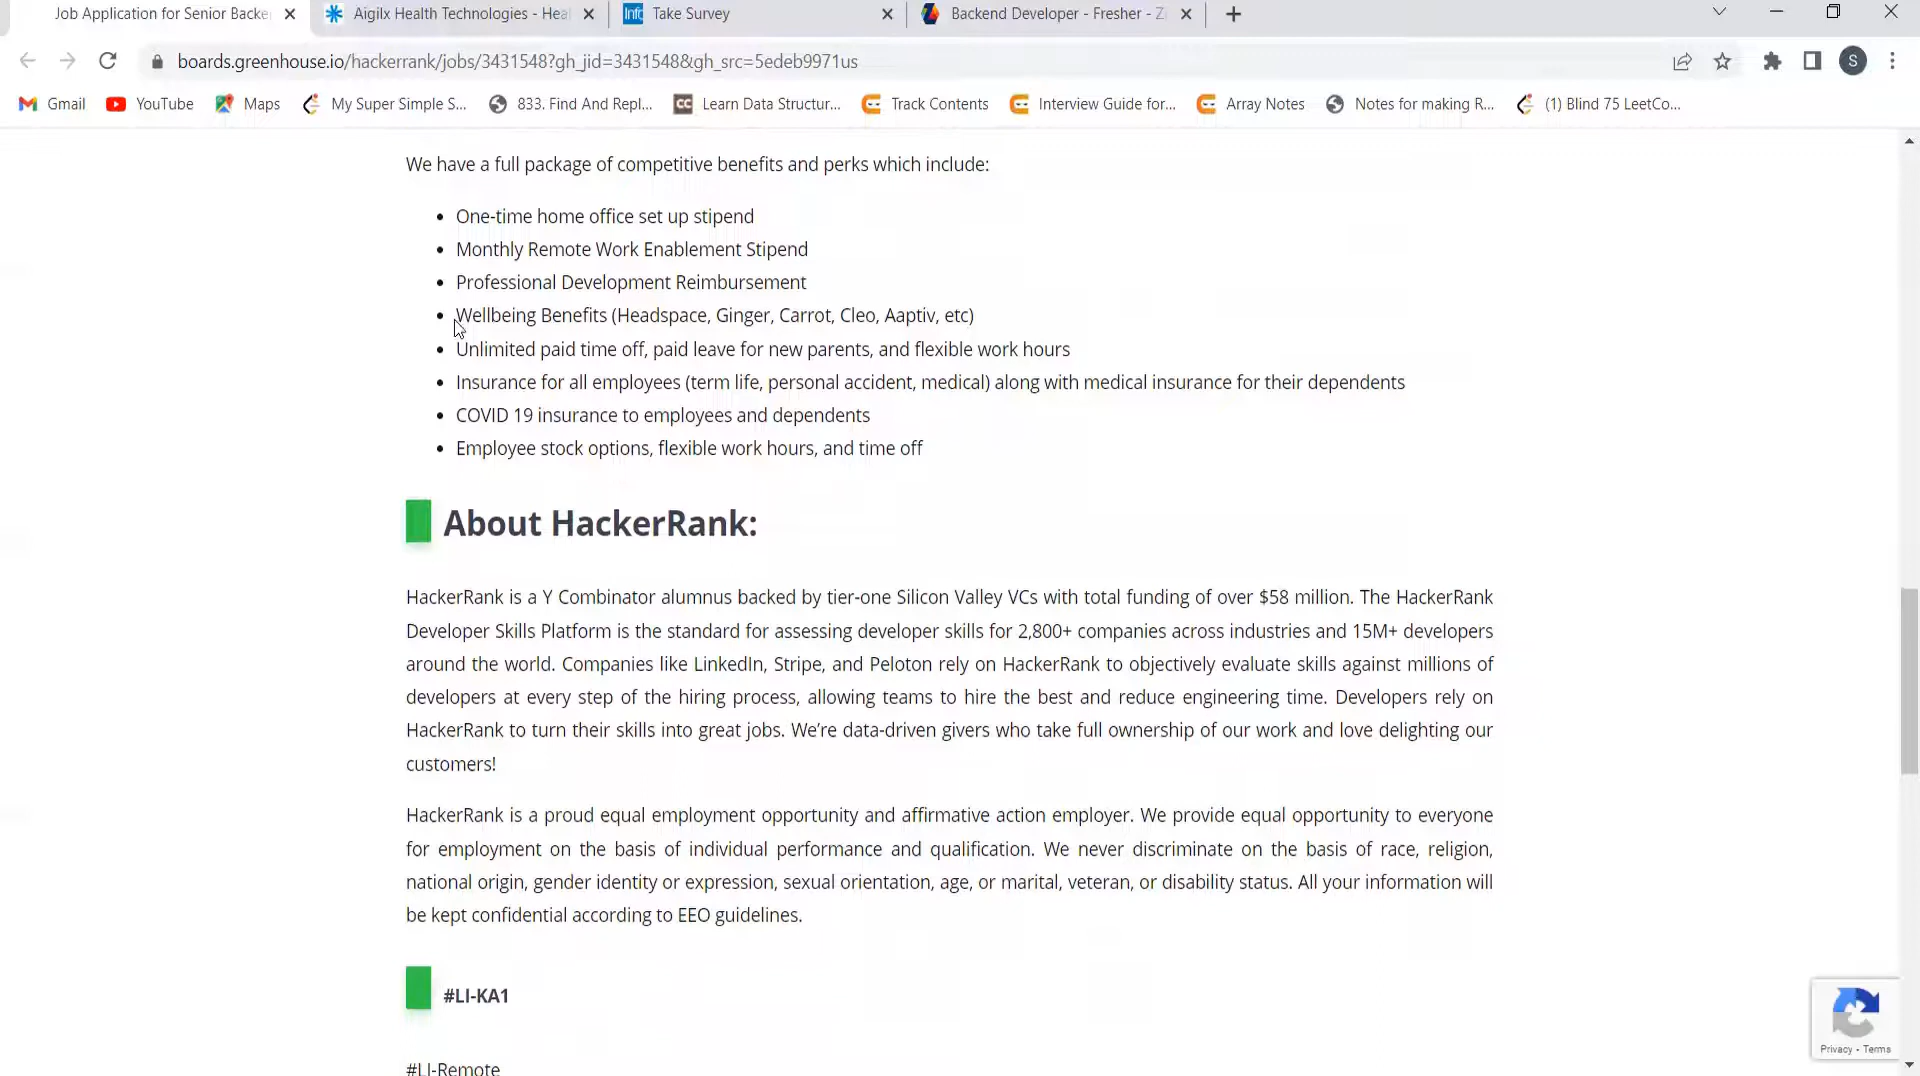 Job Application for Senior Backe
Aigilx Health Technologies - Heal
Info
Take Survey
Backend Developer - Fresher - Z
boards.greenhouse.io/hackerrank/jobs/3431548?gh_jid=3431548&gh_src=5edeb9971us
S
Gmail
YouTube
Maps
My Super Simple S...
833. Find And Repl...
CC
Learn Data Structur...
Track Contents
Interview Guide for...
Array Notes
Notes for making R...
(1) Blind 75 LeetCo...
We have a full package of competitive benefits and perks which include:
• One-time home office set up stipend
• Monthly Remote Work Enablement Stipend
• Professional Development Reimbursement
• Wellbeing Benefits (Headspace, Ginger, Carrot, Cleo, Aaptiv, etc)
• Unlimited paid time off, paid leave for new parents, and flexible work hours
• Insurance for all employees (term life, personal accident, medical) along with medical insurance for their dependents
• COVID 19 insurance to employees and dependents
• Employee stock options, flexible work hours, and time off
About HackerRank:
HackerRank is a Y Combinator alumnus backed by tier-one Silicon Valley VCs with total funding of over $58 million. The HackerRank
Developer Skills Platform is the standard for assessing developer skills for 2,800+ companies across industries and 15M+ developers
around the world. Companies like LinkedIn, Stripe, and Peloton rely on HackerRank to objectively evaluate skills against millions of
developers at every step of the hiring process, allowing teams to hire the best and reduce engineering time. Developers rely on
HackerRank to turn their skills into great jobs. We're data-driven givers who take full ownership of our work and love delighting our
customers!
HackerRank is a proud equal employment opportunity and affirmative action employer. We provide equal opportunity to everyone
for employment on the basis of individual performance and qualification. We never discriminate on the basis of race, religion,
national origin, gender identity or expression, sexual orientation, age, or marital, veteran, or disability status. All your information will
be kept confidential according to EEO guidelines.
#LI-KA1
#LI-Remote
Privacy - Terms